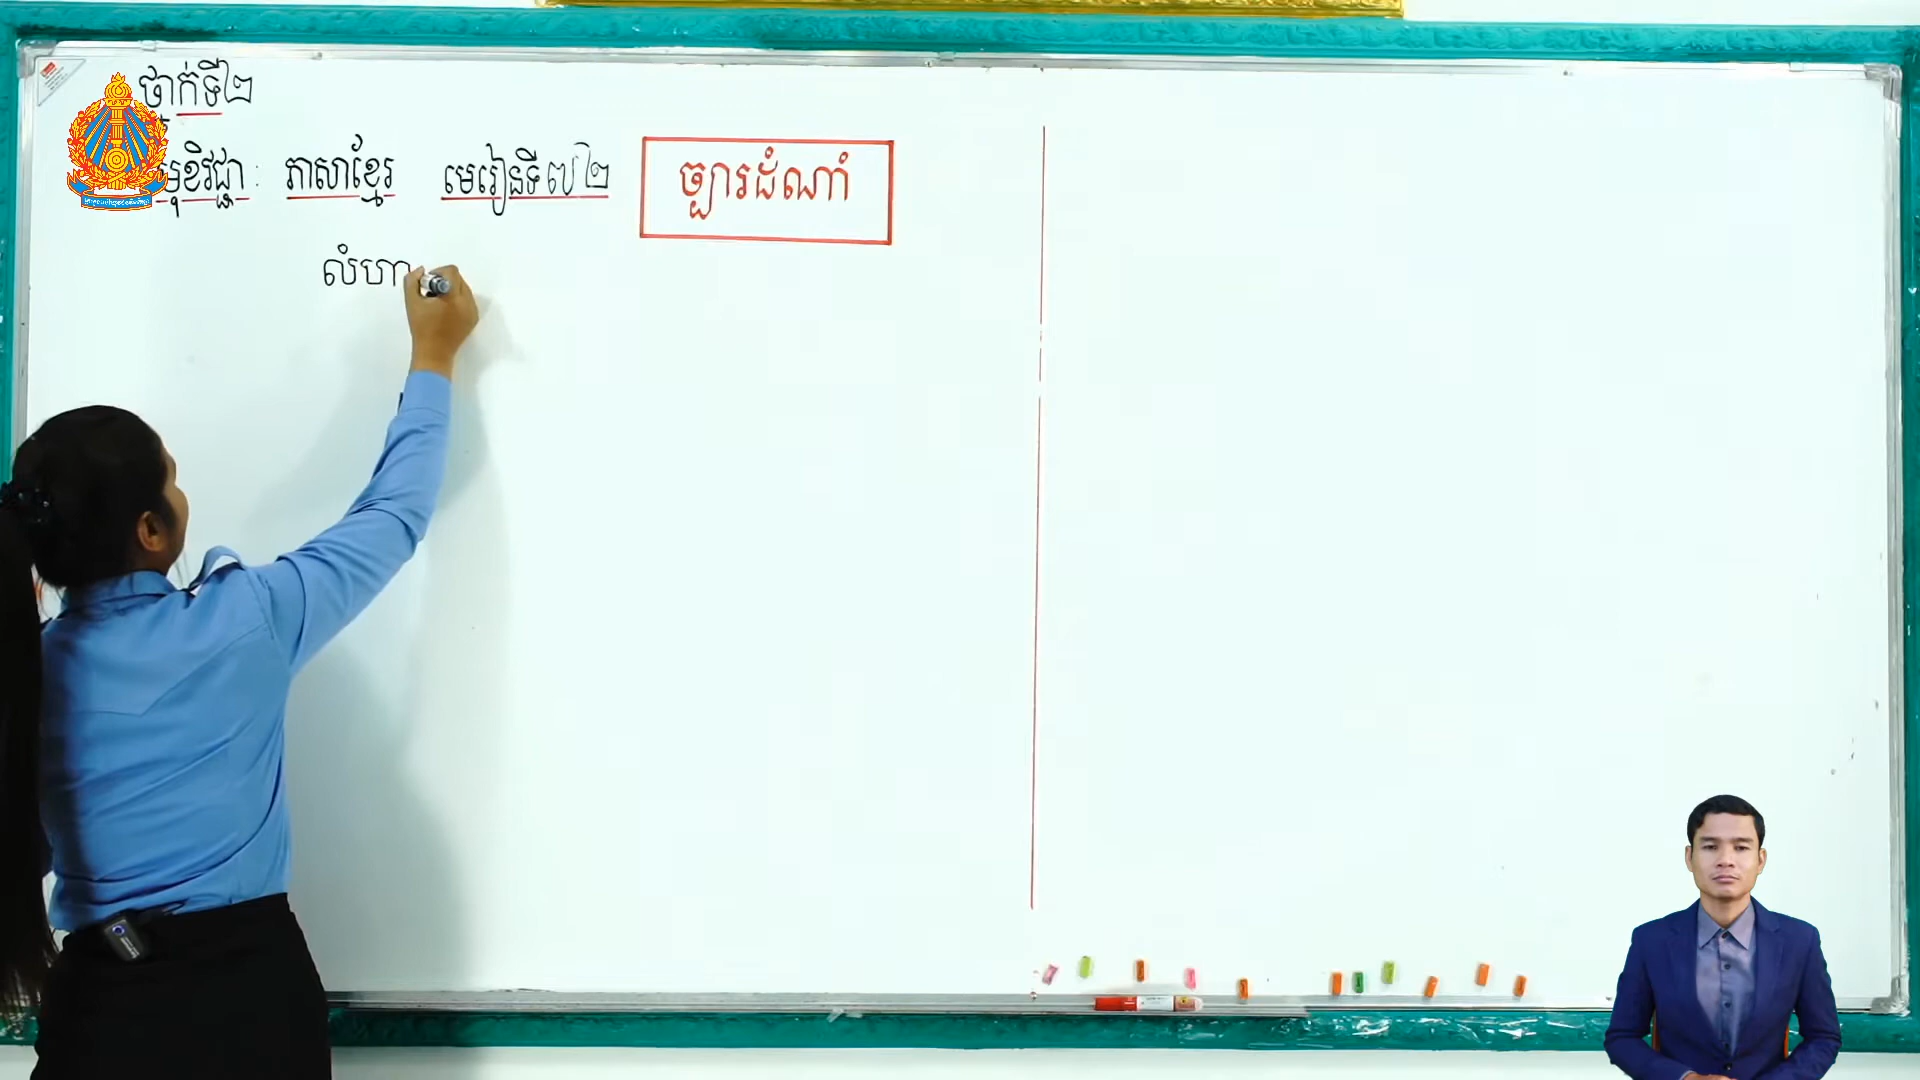 ថ្នាក់ទី២
មុខវិជ្ជា : ភាសាខ្មែរ មេរៀនទី៧២ ច្បារដំណាំ
លំហា